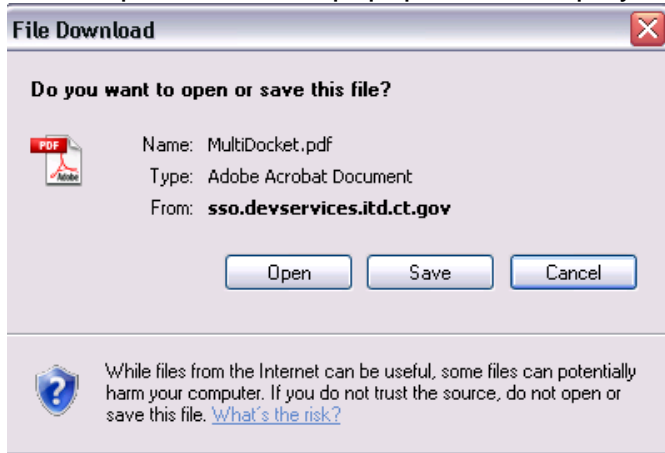 File Download
Do you want to open or save this file?
PDF
Adobe
Name: MultiDocket.pdf
Type: Adobe Acrobat Document
From: sso.devservices.itd.ct.gov
Open Save Cancel
While files from the Internet can be useful, some files can potentially
harm your computer. If you do not trust the source, do not open or
save this file. What's the risk?